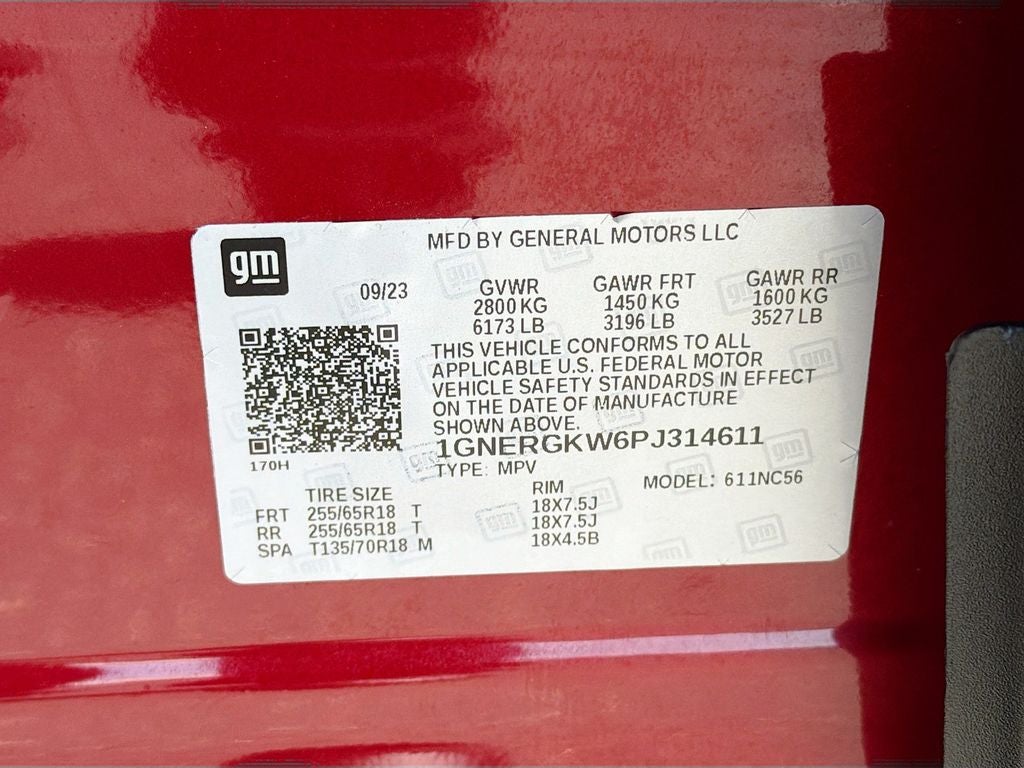 gm
MFD BY GENERAL MOTORS LLC
09/23
GVWR GAWR FRT GAWR RR
2800 KG 1450 KG 1600 KG
6173 LB 3196 LB 3527 LB
THIS VEHICLE CONFORMS TO ALL
APPLICABLE U.S. FEDERAL MOTOR
VEHICLE SAFETY STANDARDS IN EFFECT
ON THE DATE OF MANUFACTURE
SHOWN ABOVE.
1GNERGKW6PJ314611
170H
TYPE: MPV MODEL: 611NC56
TIRE SIZE RIM
FRT 255/65R18 T 18X7.5J
RR 255/65R18 T 18X7.5J
SPA T135/70R18 M 18X4.5B